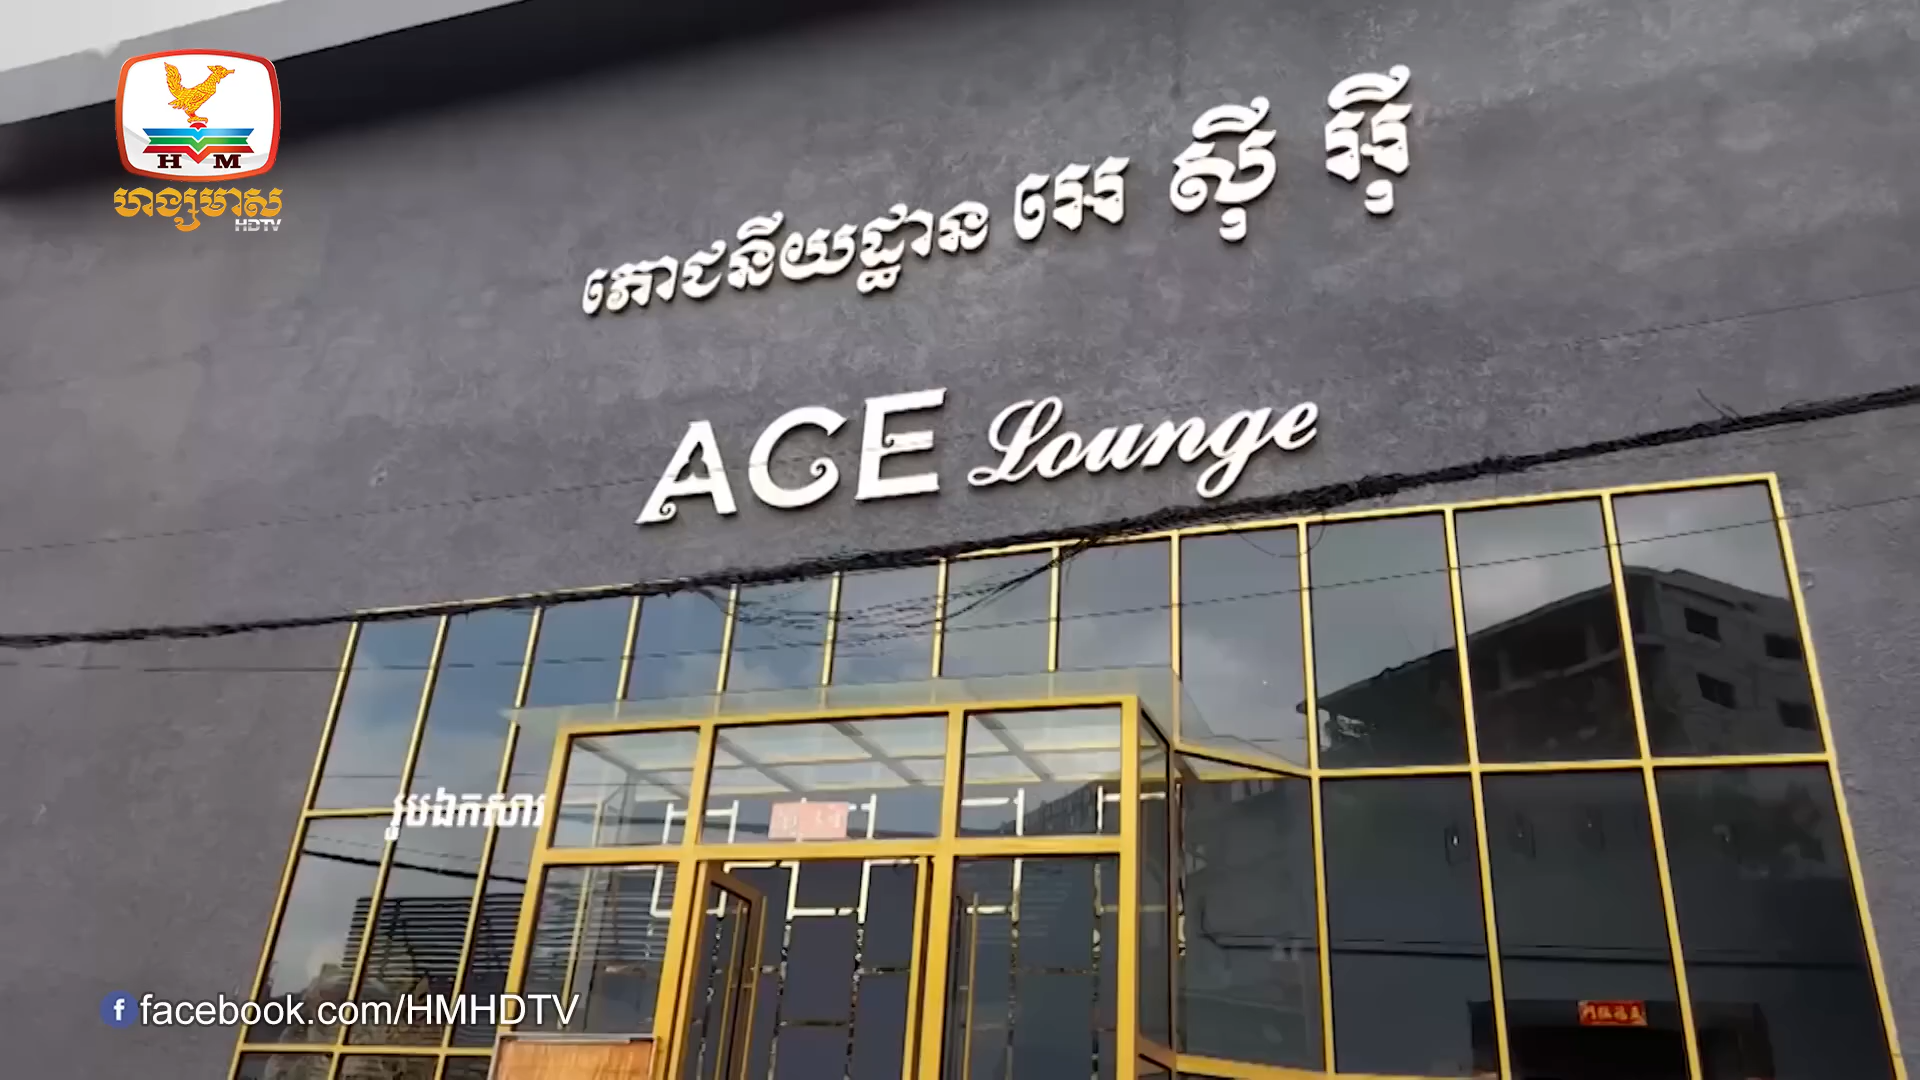 H M
ហង្សមាស
HDTV
ភោជនីយដ្ឋាន អេ ស៊ី អ៊ី
ACE Lounge
រូបឯកសារ
facebook.com/HMHDTV